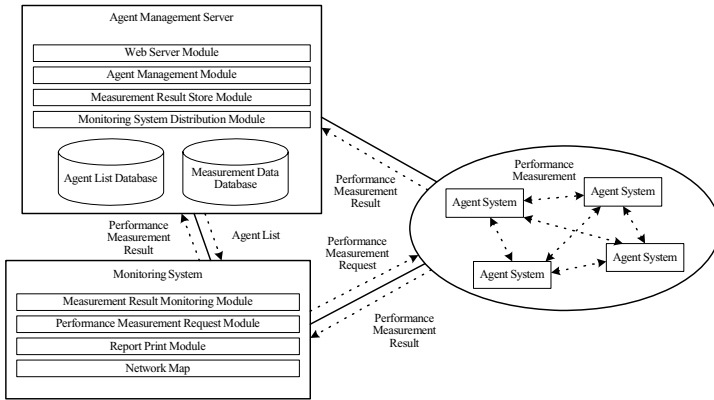 Agent Management Server
Web Server Module
Agent Management Module
Measurement Result Store Module
Monitoring System Distribution Module
Agent List Database
Measurement Data
Database
Performance
Measurement
Result
Performance
Measurement
Agent System
Agent System
Agent System
Agent System
Performance
Measurement
Result
Agent List
Performance
Measurement
Request
Performance
Measurement
Result
Monitoring System
Measurement Result Monitoring Module
Performance Measurement Request Module
Report Print Module
Network Map